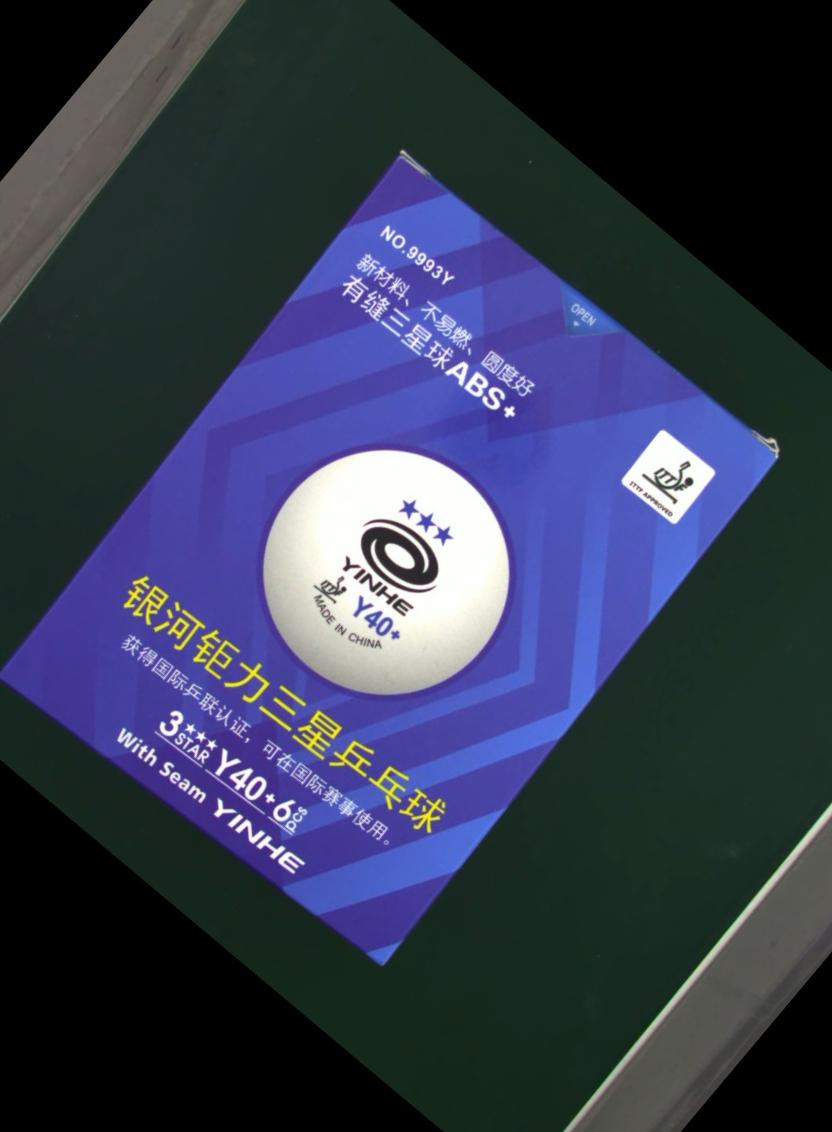 NO.9993Y
新材料、不易燃、圆度好
有缝三星球ABS+
OPEN
ITTF
ITTF APPROVED
YINHE
ITTF Y40+
MADE IN CHINA
银河钜力三星乒乓球
获得国际乒联认证，可在国际赛事使用。
3 STAR Y40+ 6 PCS
With Seam YINHE